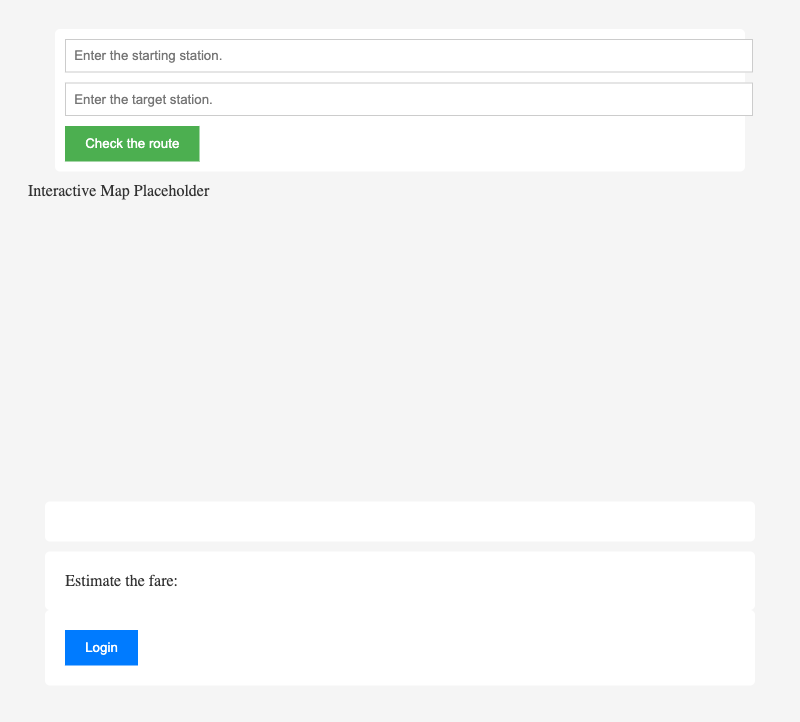 Enter the starting station.
Enter the target station.
Check the route
Interactive Map Placeholder
Estimate the fare:
Login